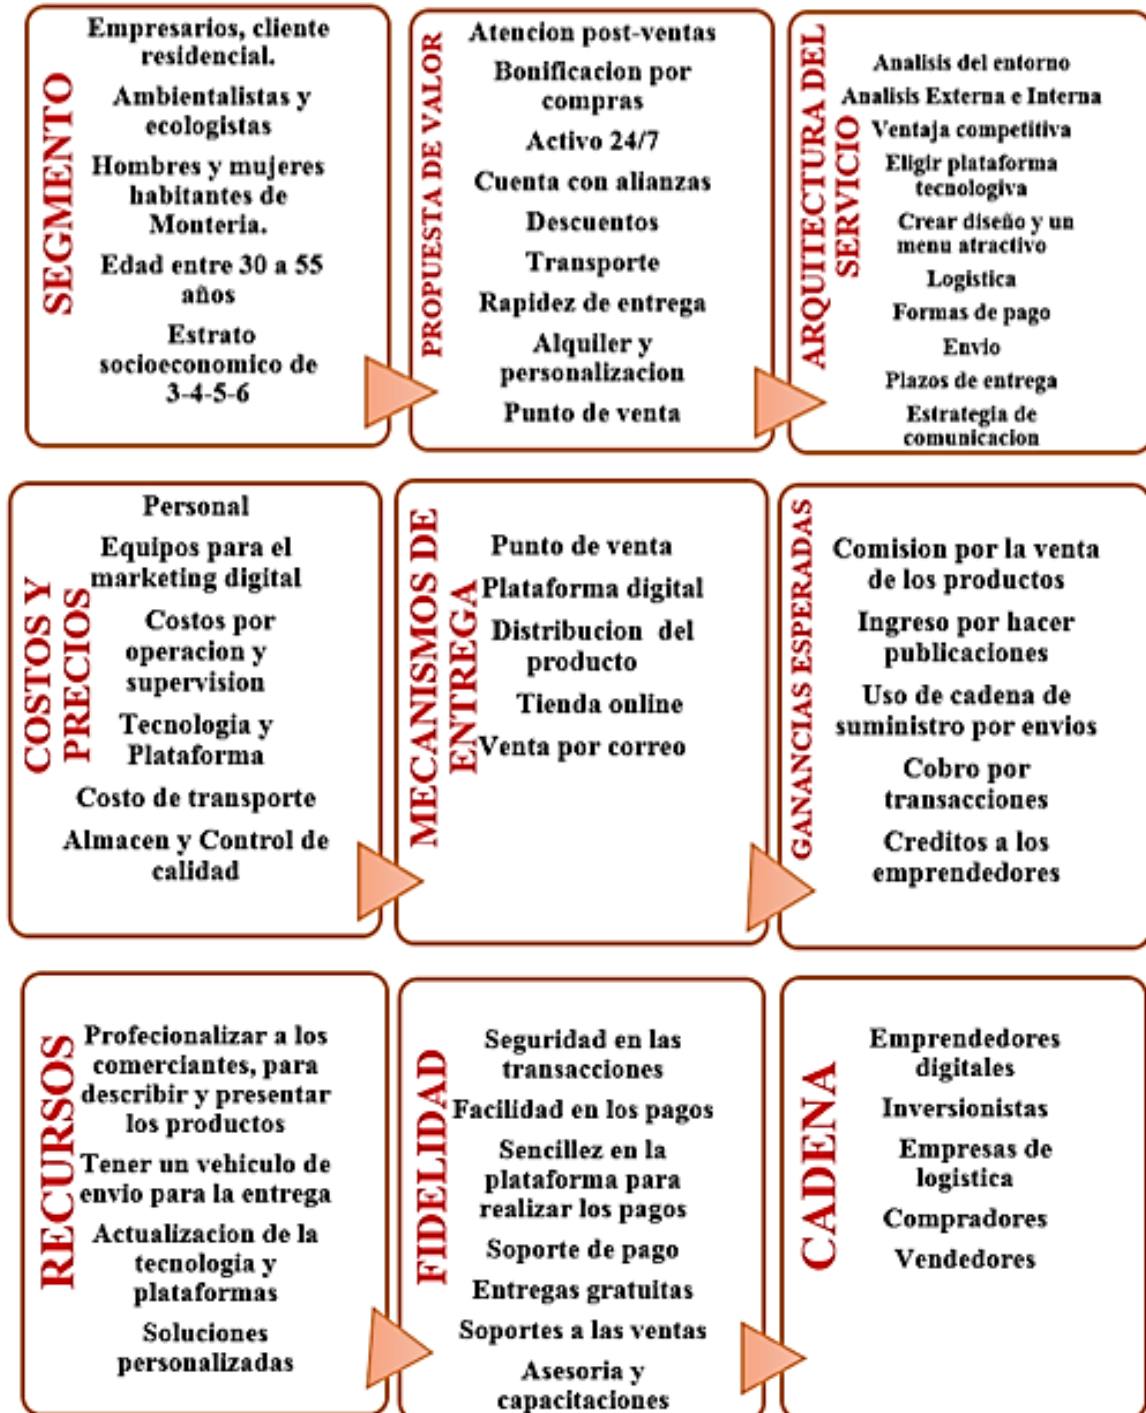 SEGMENTO
Empresarios, cliente
residencial.
Ambientalistas y
ecologistas
Hombres y mujeres
habitantes de
Monteria.
Edad entre 30 a 55
años
Estrato
socioeconomico de
3-4-5-6
PROPUESTA DE VALOR
Atencion post-ventas
Bonificacion por
compras
Activo 24/7
Cuenta con alianzas
Descuentos
Transporte
Rapidez de entrega
Alquiler y
personalizacion
Punto de venta
ARQUITECTURA DEL
SERVICIO
Analisis del entorno
Analisis Externa e Interna
Ventaja competitiva
Eligir plataforma
tecnologiva
Crear diseño y un
menu atractivo
Logistica
Formas de pago
Envio
Plazos de entrega
Estrategia de
comunicacion
COSTOS Y
PRECIOS
Personal
Equipos para el
marketing digital
Costos por
operacion y
supervision
Tecnologia y
Plataforma
Costo de transporte
Almacen y Control de
calidad
MECANISMOS DE
ENTREGA
Punto de venta
Plataforma digital
Distribucion del
producto
Tienda online
Venta por correo
GANANCIAS ESPERADAS
Comision por la venta
de los productos
Ingreso por hacer
publicaciones
Uso de cadena de
suministro por envios
Cobro por
transacciones
Creditos a los
emprendedores
RECURSOS
Profecionalizar a los
comerciantes, para
describir y presentar
los productos
Tener un vehiculo de
envio para la entrega
Actualizacion de la
tecnologia y
plataformas
Soluciones
personalizadas
FIDELIDAD
Seguridad en las
transacciones
Facilidad en los pagos
Sencillez en la
plataforma para
realizar los pagos
Soporte de pago
Entregas gratuitas
Soportes a las ventas
Asesoria y
capacitaciones
CADENA
Emprendedores
digitales
Inversionistas
Empresas de
logistica
Compradores
Vendedores